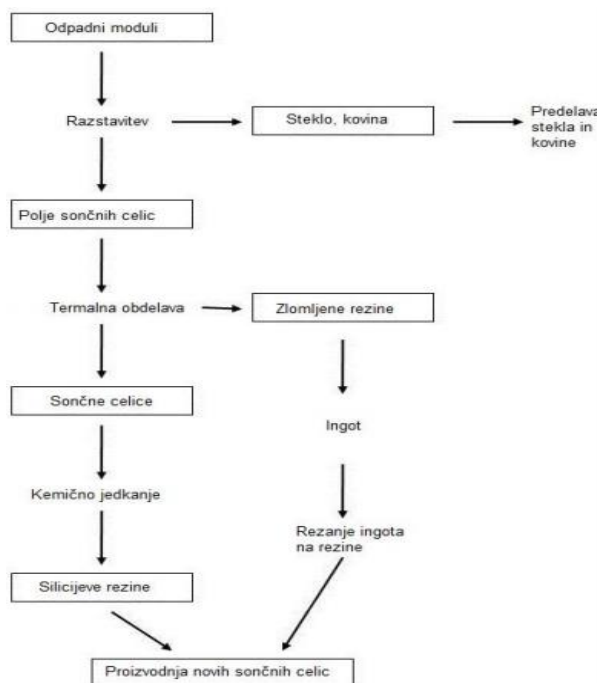 Odpadni moduli
Razstavitev
Steklo, kovina
Predelava
stekla in
kovine
Polje sončnih celic
Termalna obdelava
Zlomljene rezine
Sončne celice
Ingot
Kemično jedkanje
Rezanje ingota
na rezine
Silicijeve rezine
Proizvodnja novih sončnih celic